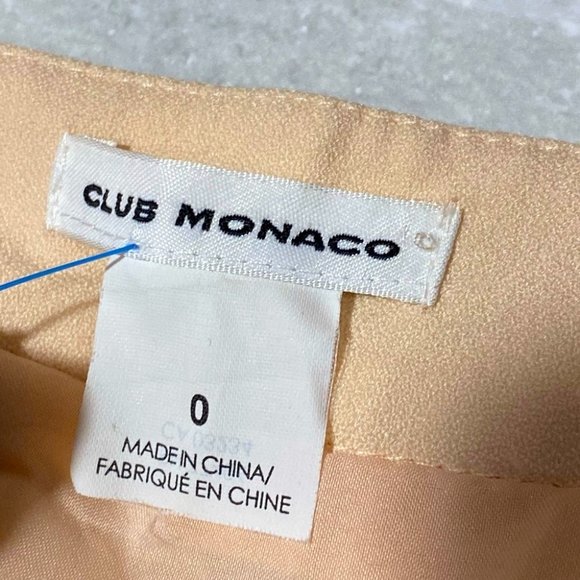 CLUB MONACO
0
MADE IN CHINA/
FABRIQUÉ EN CHINE